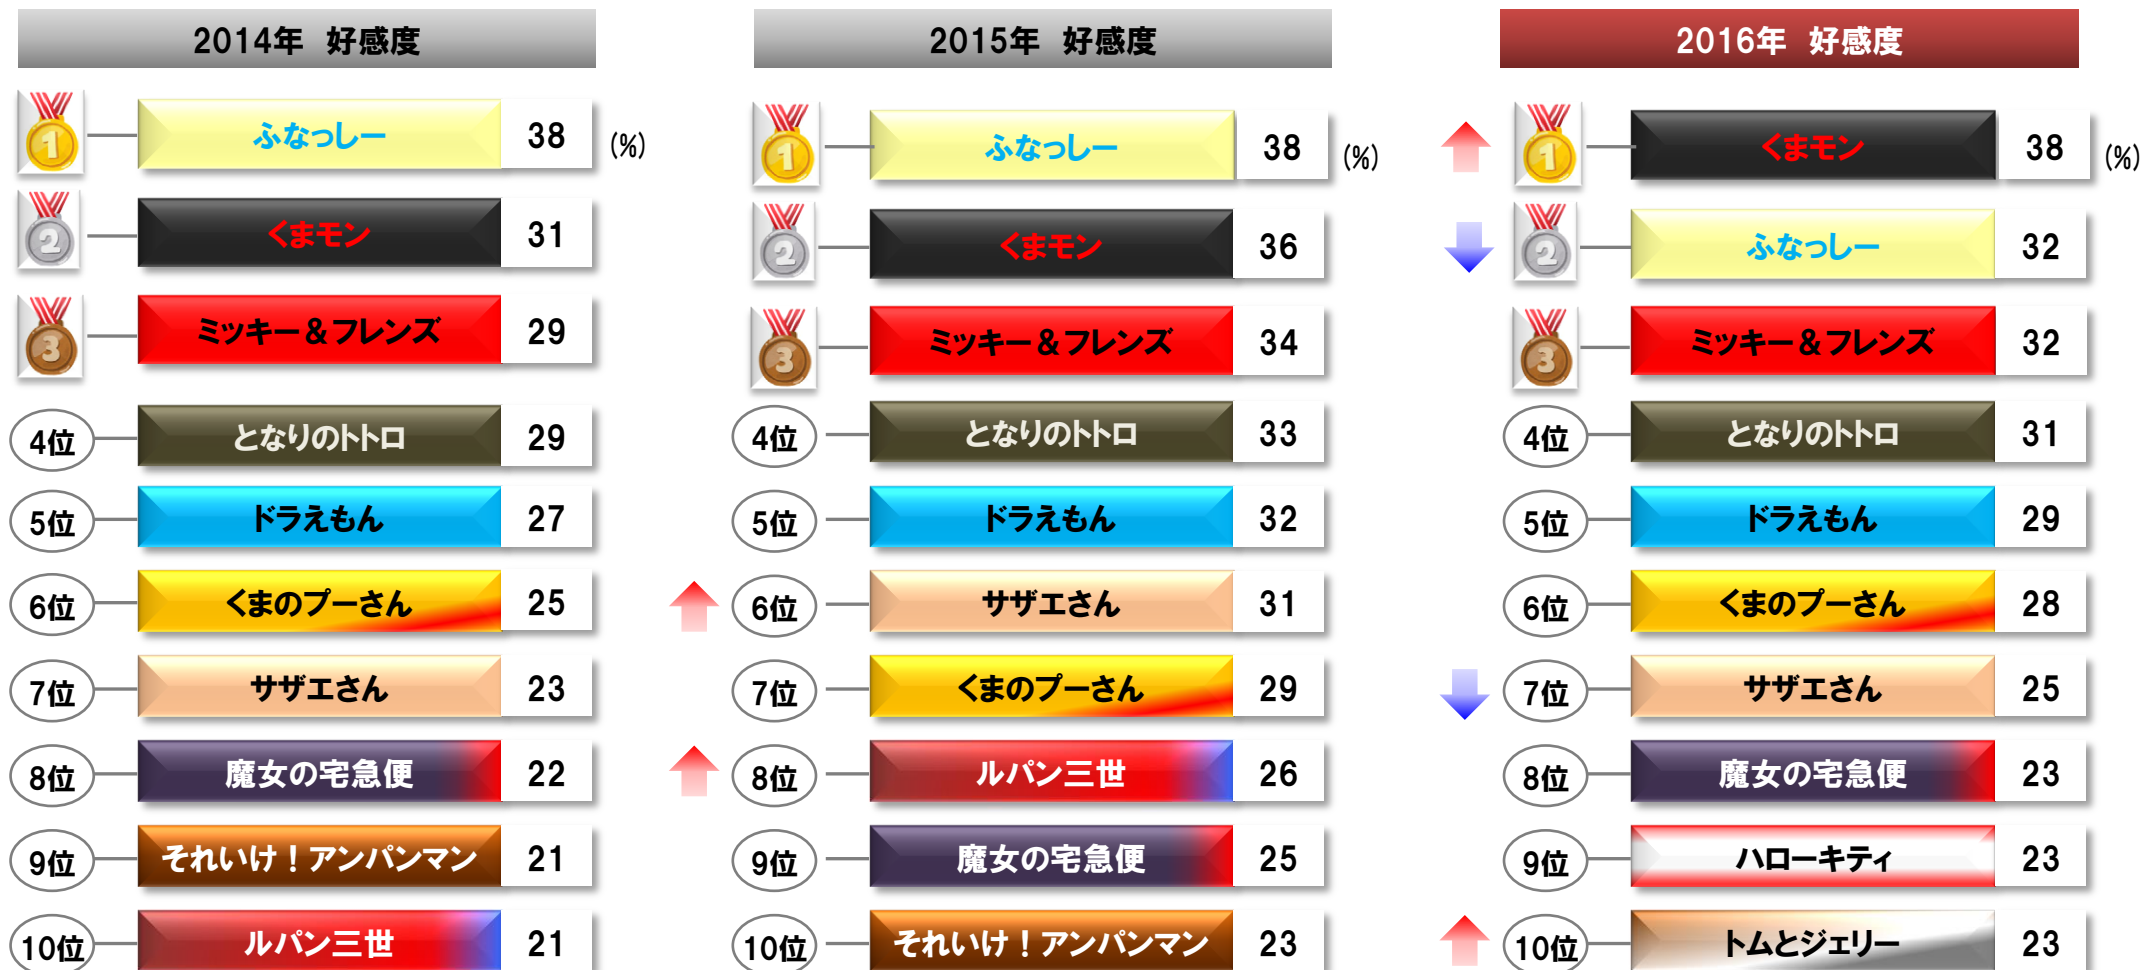 2014年 好感度
1 ふなっしー 38 (%)
2 くまモン 31
3 ミッキー＆フレンズ 29
4位 となりのトトロ 29
5位 ドラえもん 27
6位 くまのプーさん 25
7位 サザエさん 23
8位 魔女の宅急便 22
9位 それいけ！アンパンマン 21
10位 ルパン三世 21
2015年 好感度
1 ふなっしー 38 (%)
2 くまモン 36
3 ミッキー＆フレンズ 34
4位 となりのトトロ 33
5位 ドラえもん 32
6位 サザエさん 31
7位 くまのプーさん 29
8位 ルパン三世 26
9位 魔女の宅急便 25
10位 それいけ！アンパンマン 23
2016年 好感度
1 くまモン 38 (%)
2 ふなっしー 32
3 ミッキー＆フレンズ 32
4位 となりのトトロ 31
5位 ドラえもん 29
6位 くまのプーさん 28
7位 サザエさん 25
8位 魔女の宅急便 23
9位 ハローキティ 23
10位 トムとジェリー 23